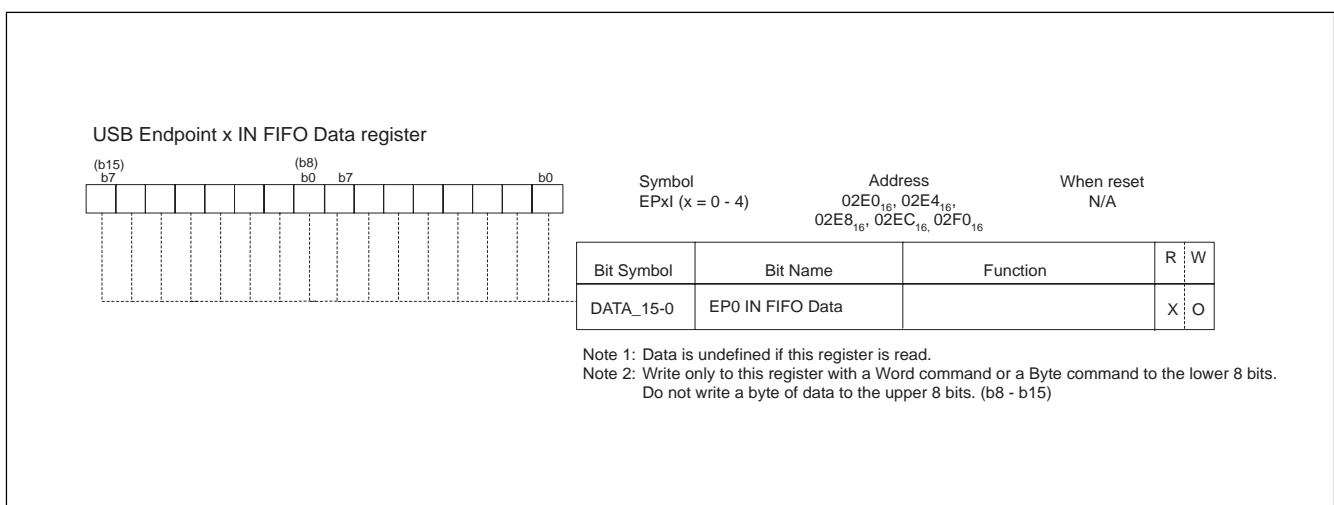 USB Endpoint x IN FIFO Data register
(b15) (b8)
b7 b0 b7 b0
Symbol Address When reset
EPxI (x = 0 - 4) 02E0₁₆, 02E4₁₆, N/A
02E8₁₆, 02EC₁₆, 02F0₁₆
Bit Symbol Bit Name Function R W
DATA_15-0 EP0 IN FIFO Data X O
Note 1: Data is undefined if this register is read.
Note 2: Write only to this register with a Word command or a Byte command to the lower 8 bits.
Do not write a byte of data to the upper 8 bits. (b8 - b15)